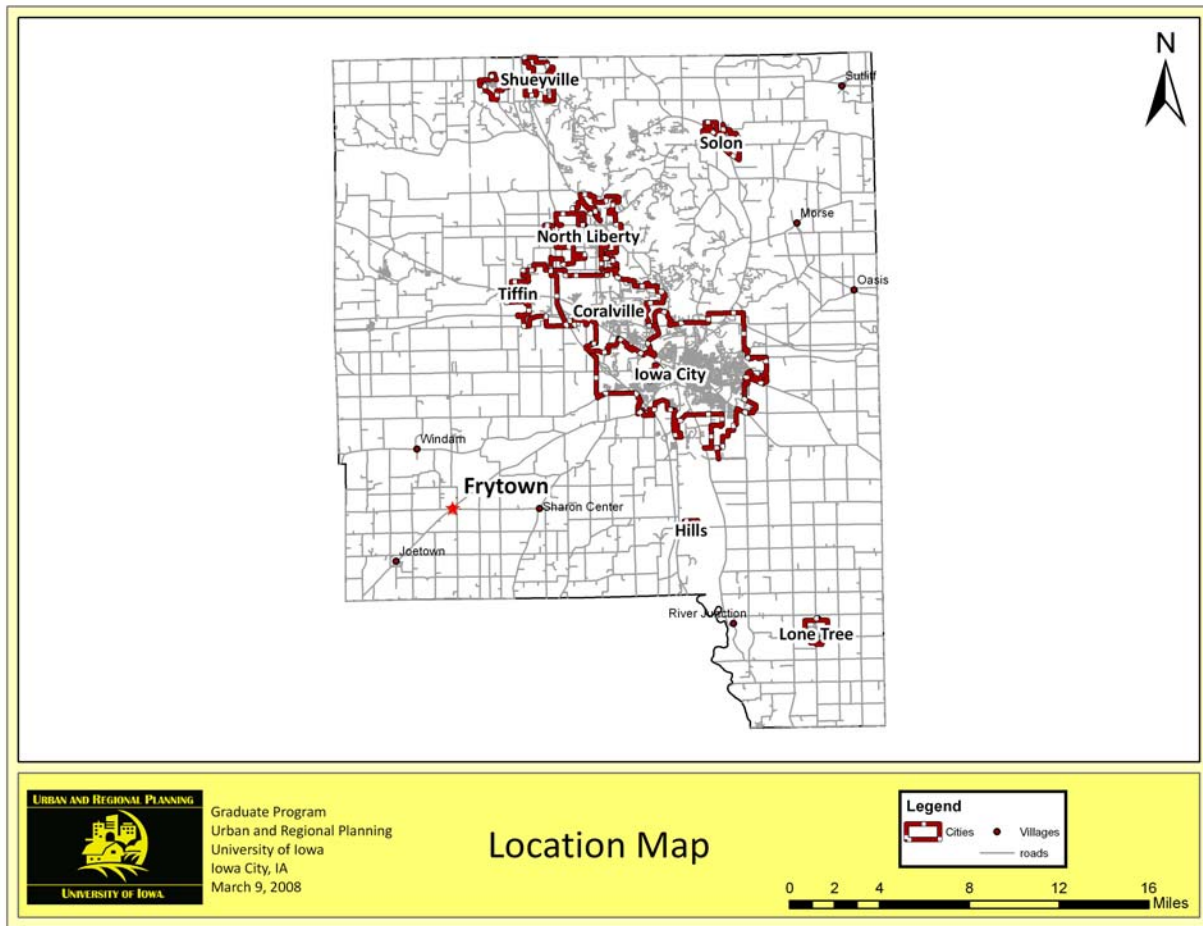 N
Shueyville
Sutliff
Solon
Morse
North Liberty
Oasis
Tiffin
Coralville
Iowa City
Windam
Frytown
Sharon Center
Hills
Joetown
River Junction
Lone Tree
URBAN AND REGIONAL PLANNING
UNIVERSITY OF IOWA
Graduate Program
Urban and Regional Planning
University of Iowa
Iowa City, IA
March 9, 2008
Location Map
Legend
Cities
Villages
roads
0 2 4 8 12 16
Miles